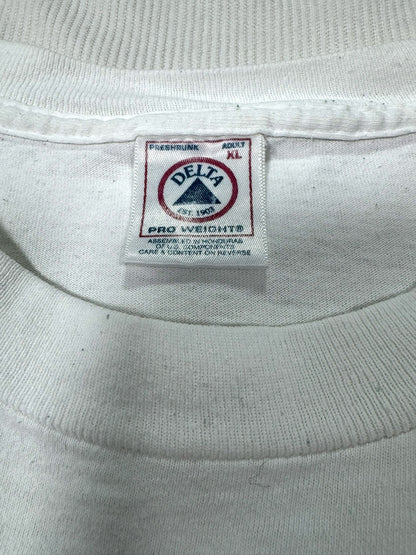 PRESHRUNK ADULT
XL
DELTA
EST. 1903
PRO WEIGHT®
ASSEMBLED IN HONDURAS
OF U.S. COMPONENTS
CARE & CONTENT ON REVERSE